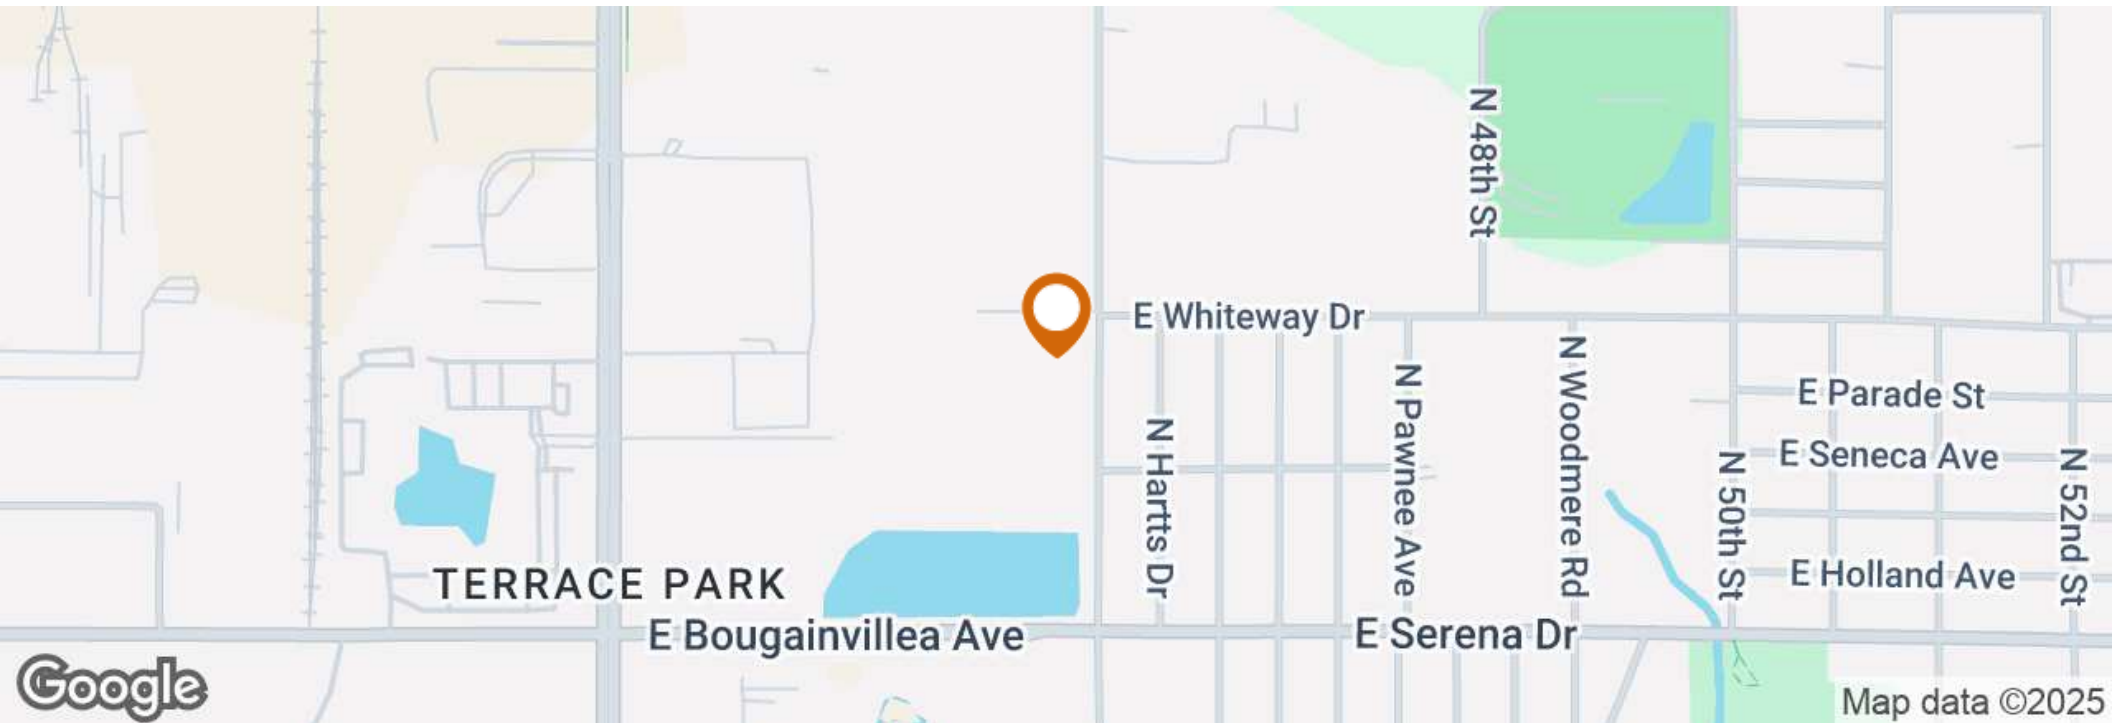 N 48th St
E Whiteway Dr
N Hartts Dr
N Pawnee Ave
N Woodmere Rd
N 50th St
E Parade St
E Seneca Ave
N 52nd St
E Holland Ave
TERRACE PARK
E Bougainvillea Ave
E Serena Dr
Google
Map data ©2025